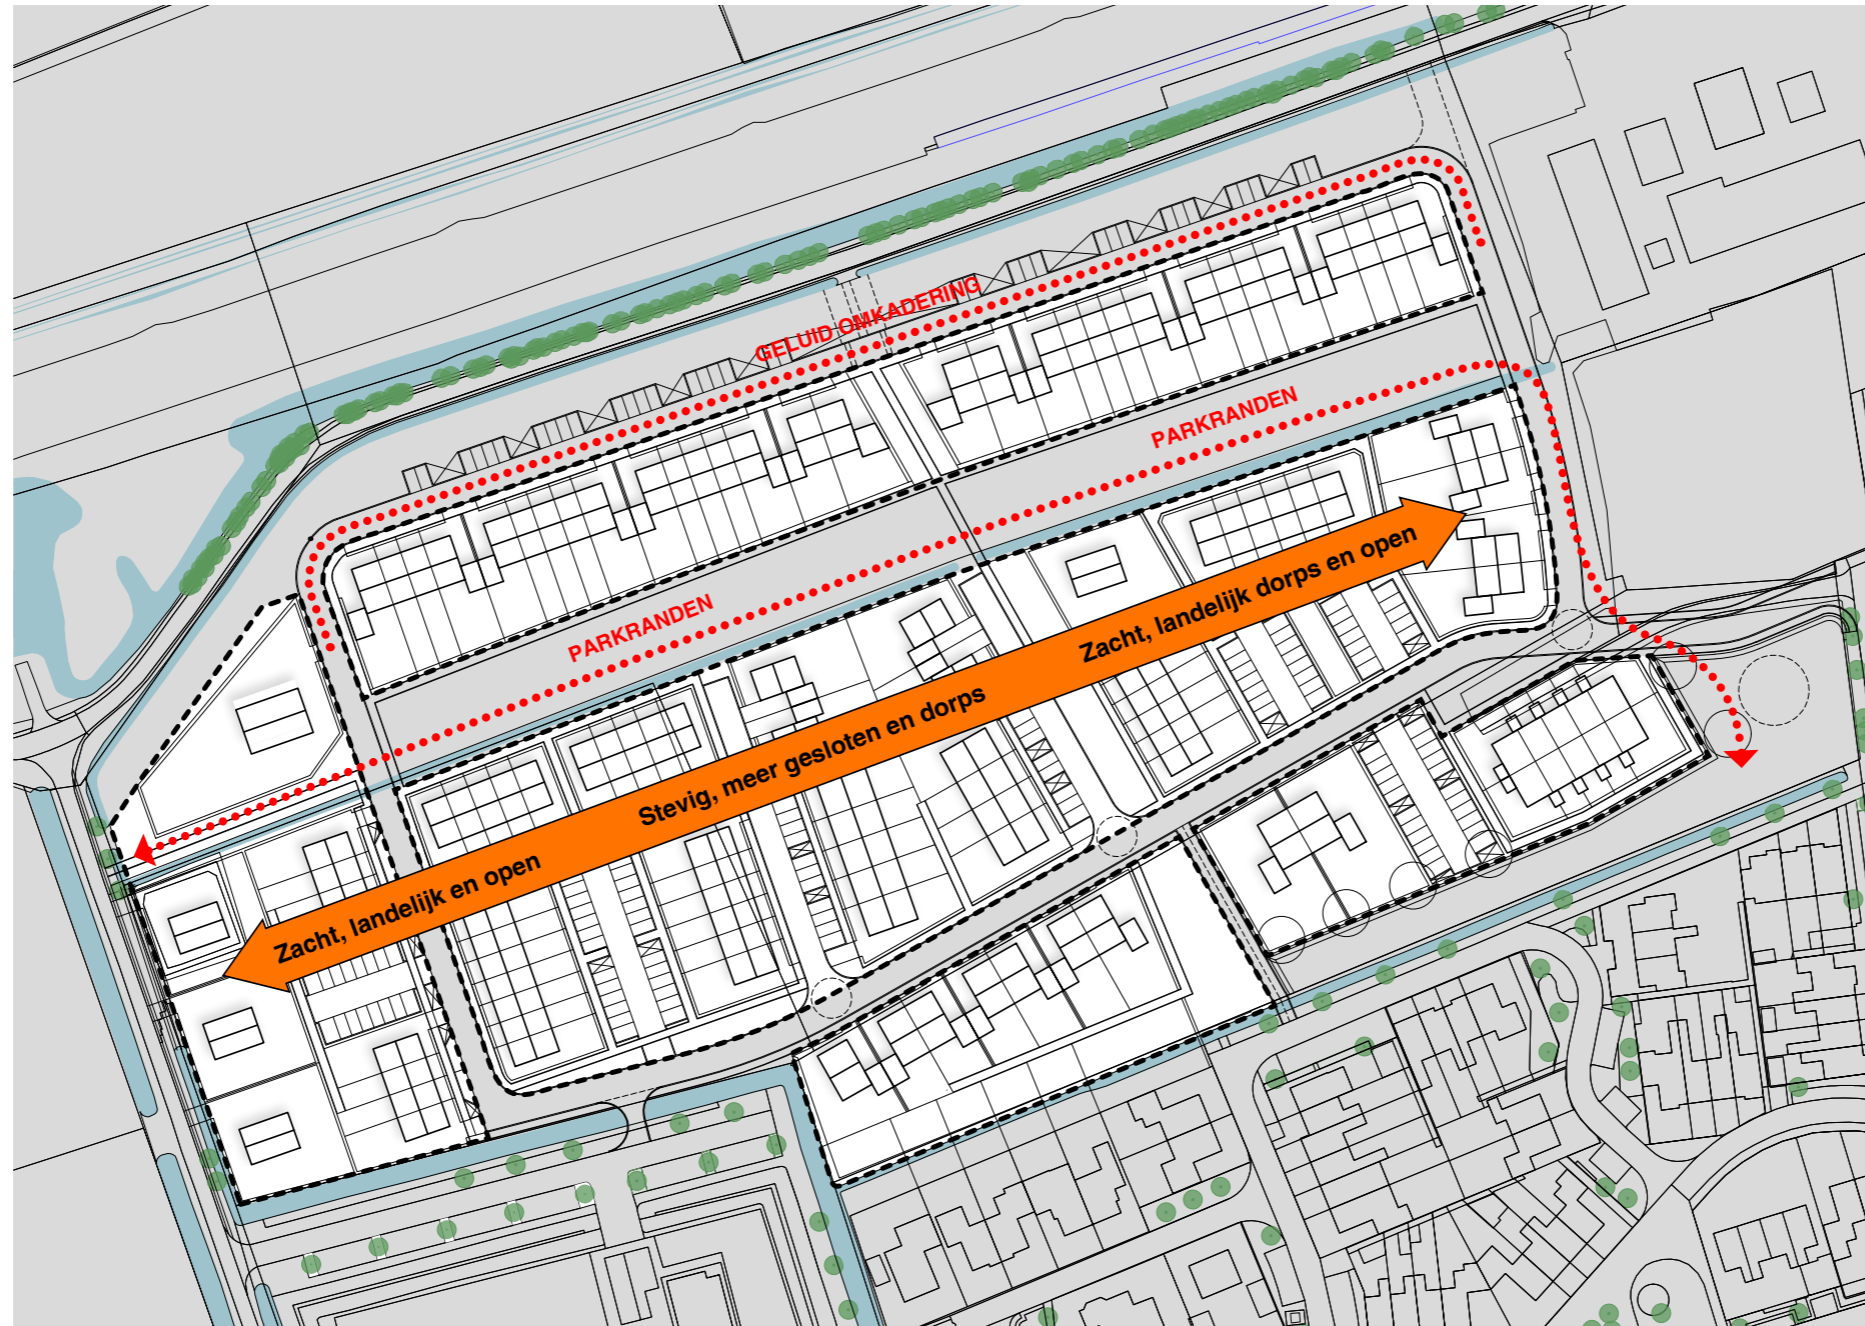 GELUID OMKADERING
PARKRANDEN
PARKRANDEN
Zacht, landelijk dorps en open
Stevig, meer gesloten en dorps
Zacht, landelijk en open